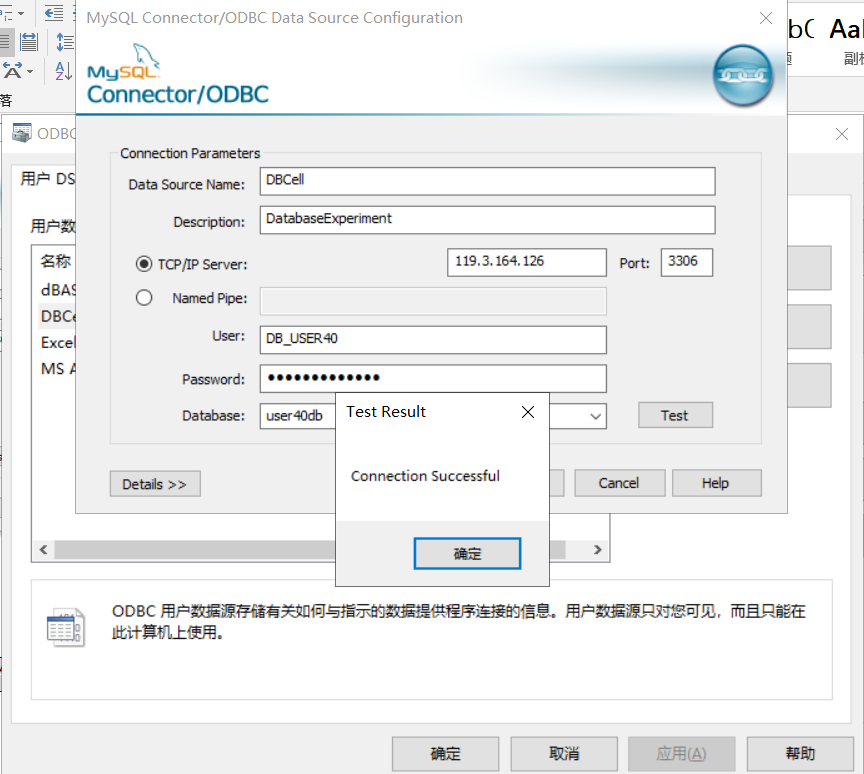 MySQL Connector/ODBC Data Source Configuration
Aal
副标
落
MySQL
Connector/ODBC
ODBC
Connection Parameters
用户 DS
Data Source Name: DBCell
用户数
Description: DatabaseExperiment
名称
TCP/IP Server: 119.3.164.126 Port: 3306
dBAS
Named Pipe:
DBCe
User: DB_USER40
Excel
MS A
Password: •••••••••••••
Database: user40db Test
Test Result
Connection Successful
Details >> Cancel Help
确定
ODBC 用户数据源存储有关如何与指示的数据提供程序连接的信息。用户数据源只对您可见，而且只能在
此计算机上使用。
确定 取消 应用(A) 帮助